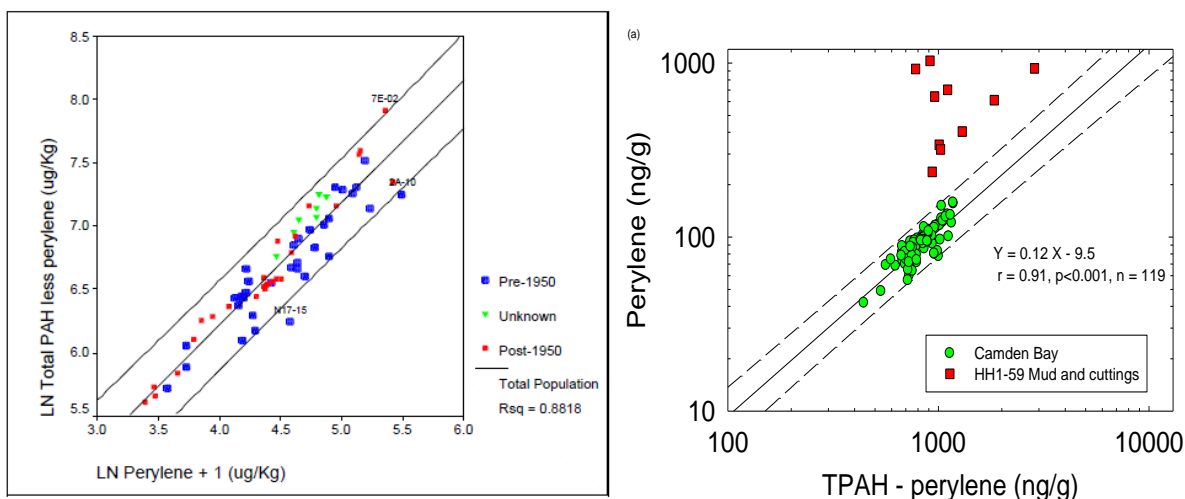 8.5
8.0
7.5
7.0
6.5
6.0
5.5
LN Total PAH less perylene (ug/Kg)
7E-02
2A-10
N17-15
3.0 3.5 4.0 4.5 5.0 5.5 6.0
LN Perylene + 1 (ug/Kg)
Pre-1950
Unknown
Post-1950
Total Population
Rsq = 0.8818
(a)
1000
100
10
Perylene (ng/g)
Y = 0.12 X - 9.5
r = 0.91, p<0.001, n = 119
Camden Bay
HH1-59 Mud and cuttings
100 1000 10000
TPAH - perylene (ng/g)